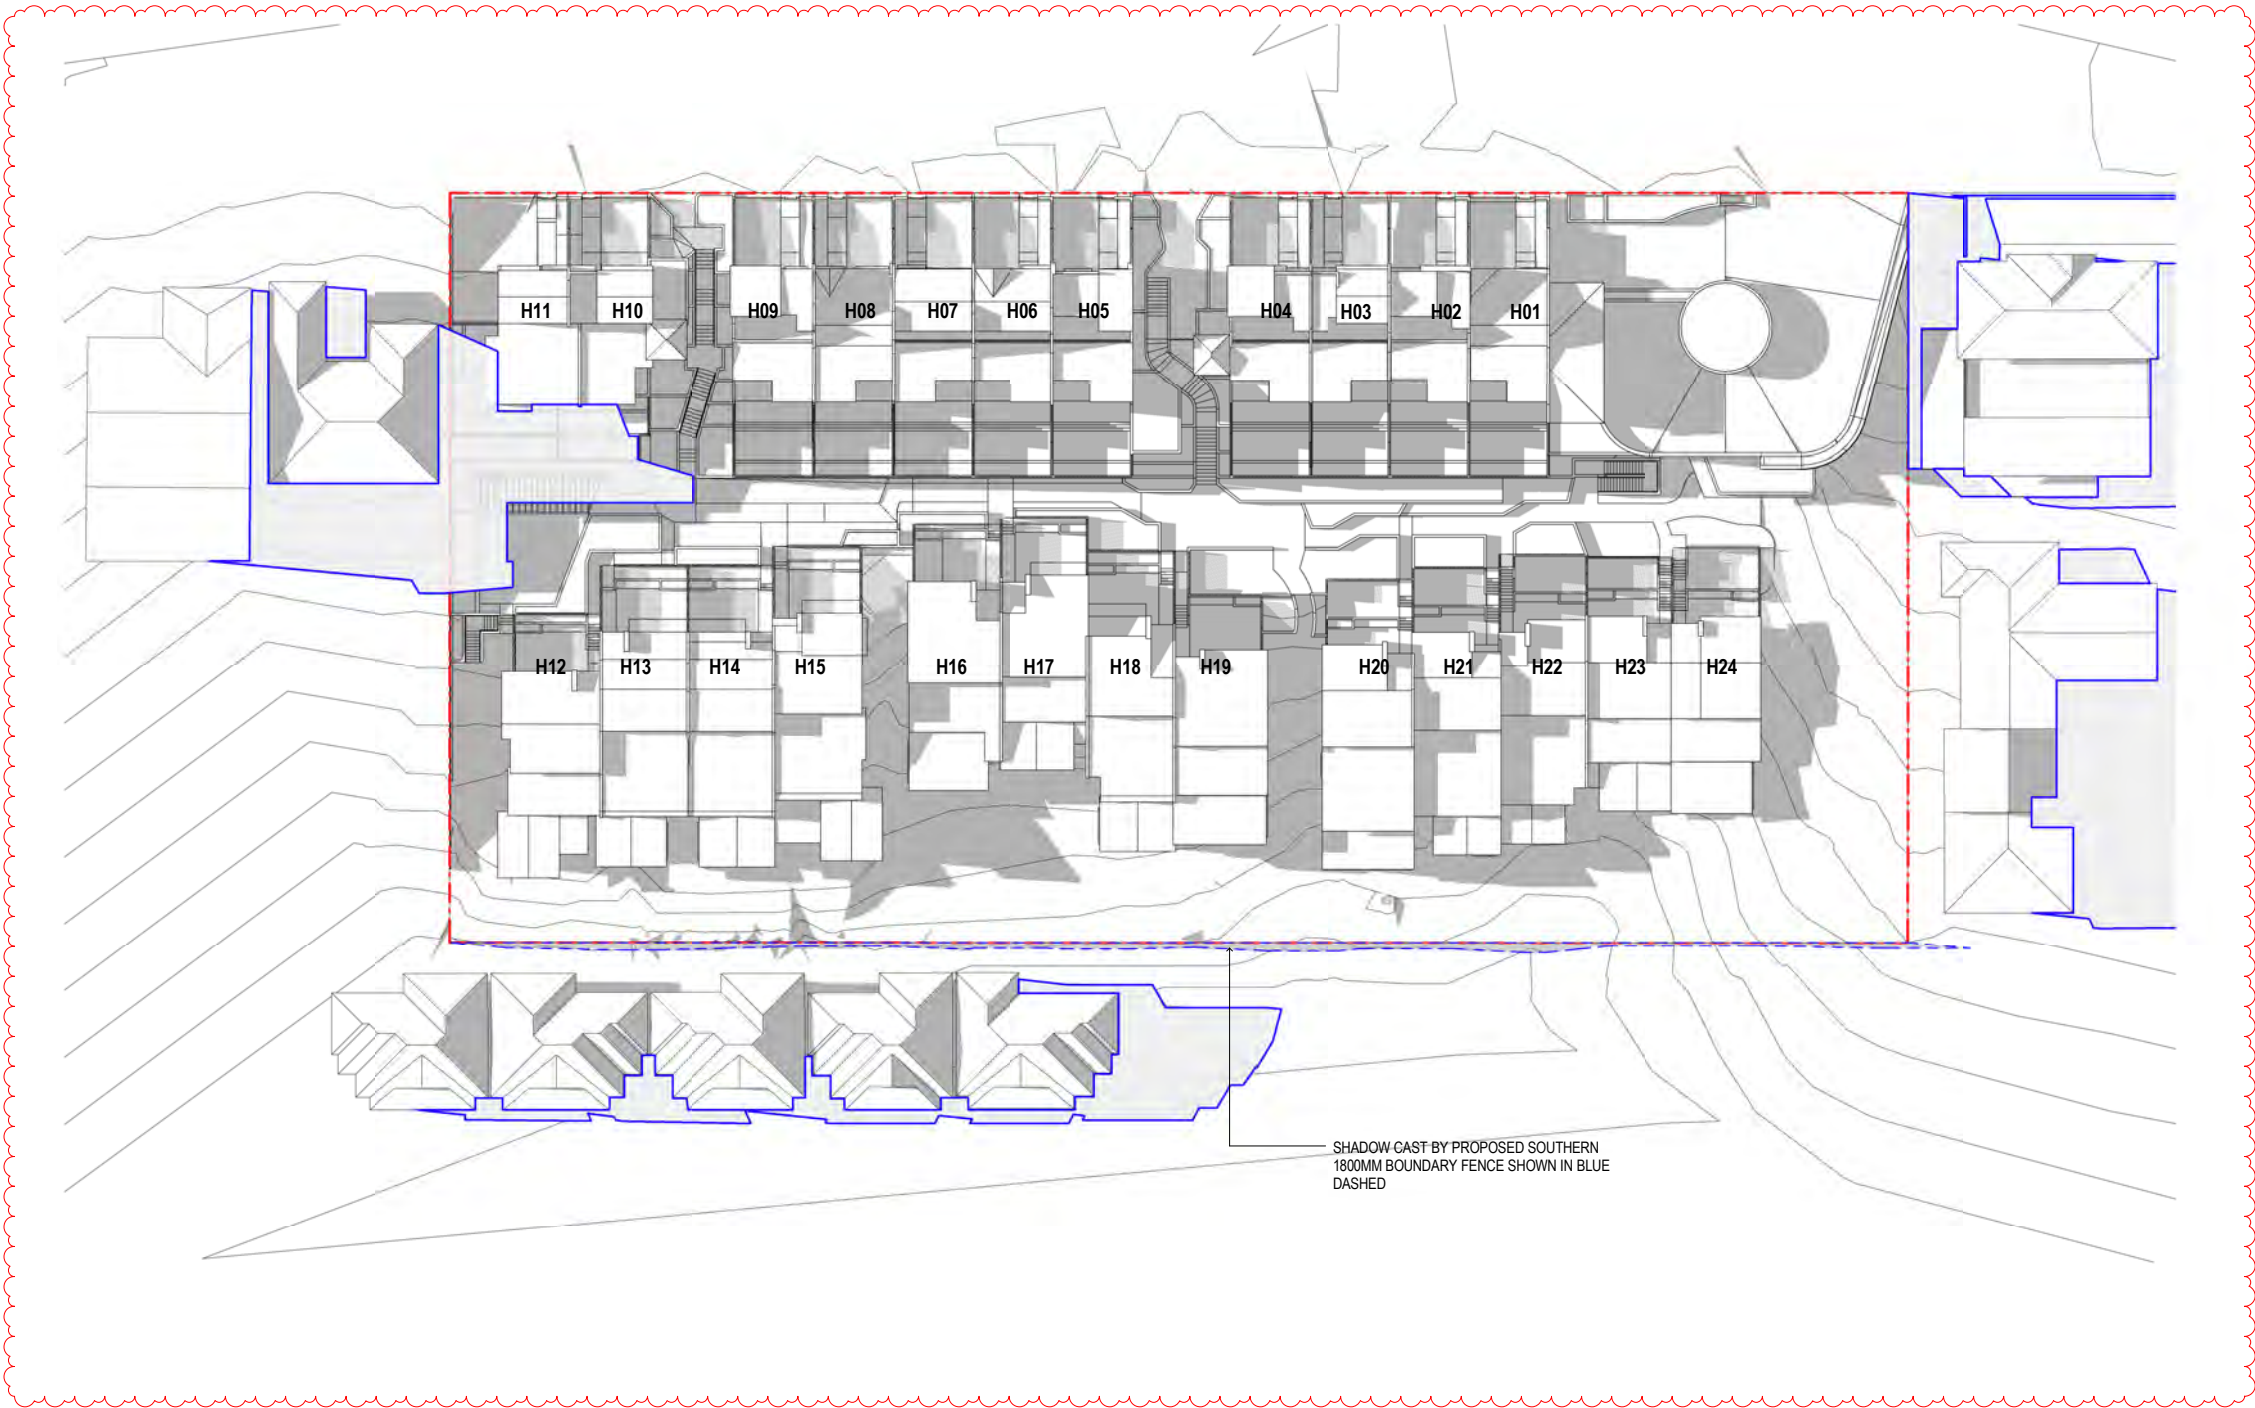 H11 H10 H09 H08 H07 H06 H05 H04 H03 H02 H01
H12 H13 H14 H15 H16 H17 H18 H19 H20 H21 H22 H23 H24
SHADOW CAST BY PROPOSED SOUTHERN
1800MM BOUNDARY FENCE SHOWN IN BLUE
DASHED